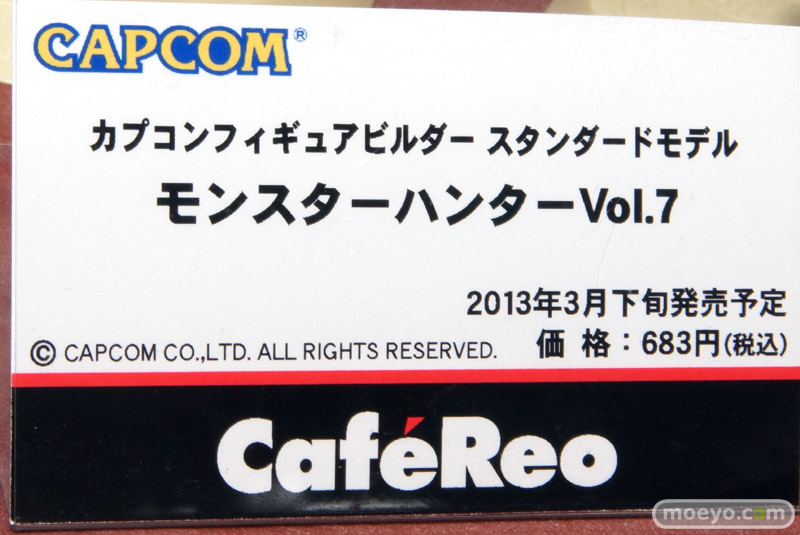 CAPCOM®
カプコンフィギュアビルダー スタンダードモデル
モンスターハンターVol.7
2013年3月下旬発売予定
価 格：683円(税込)
© CAPCOM CO.,LTD. ALL RIGHTS RESERVED.
CaféReo
moeyo.com